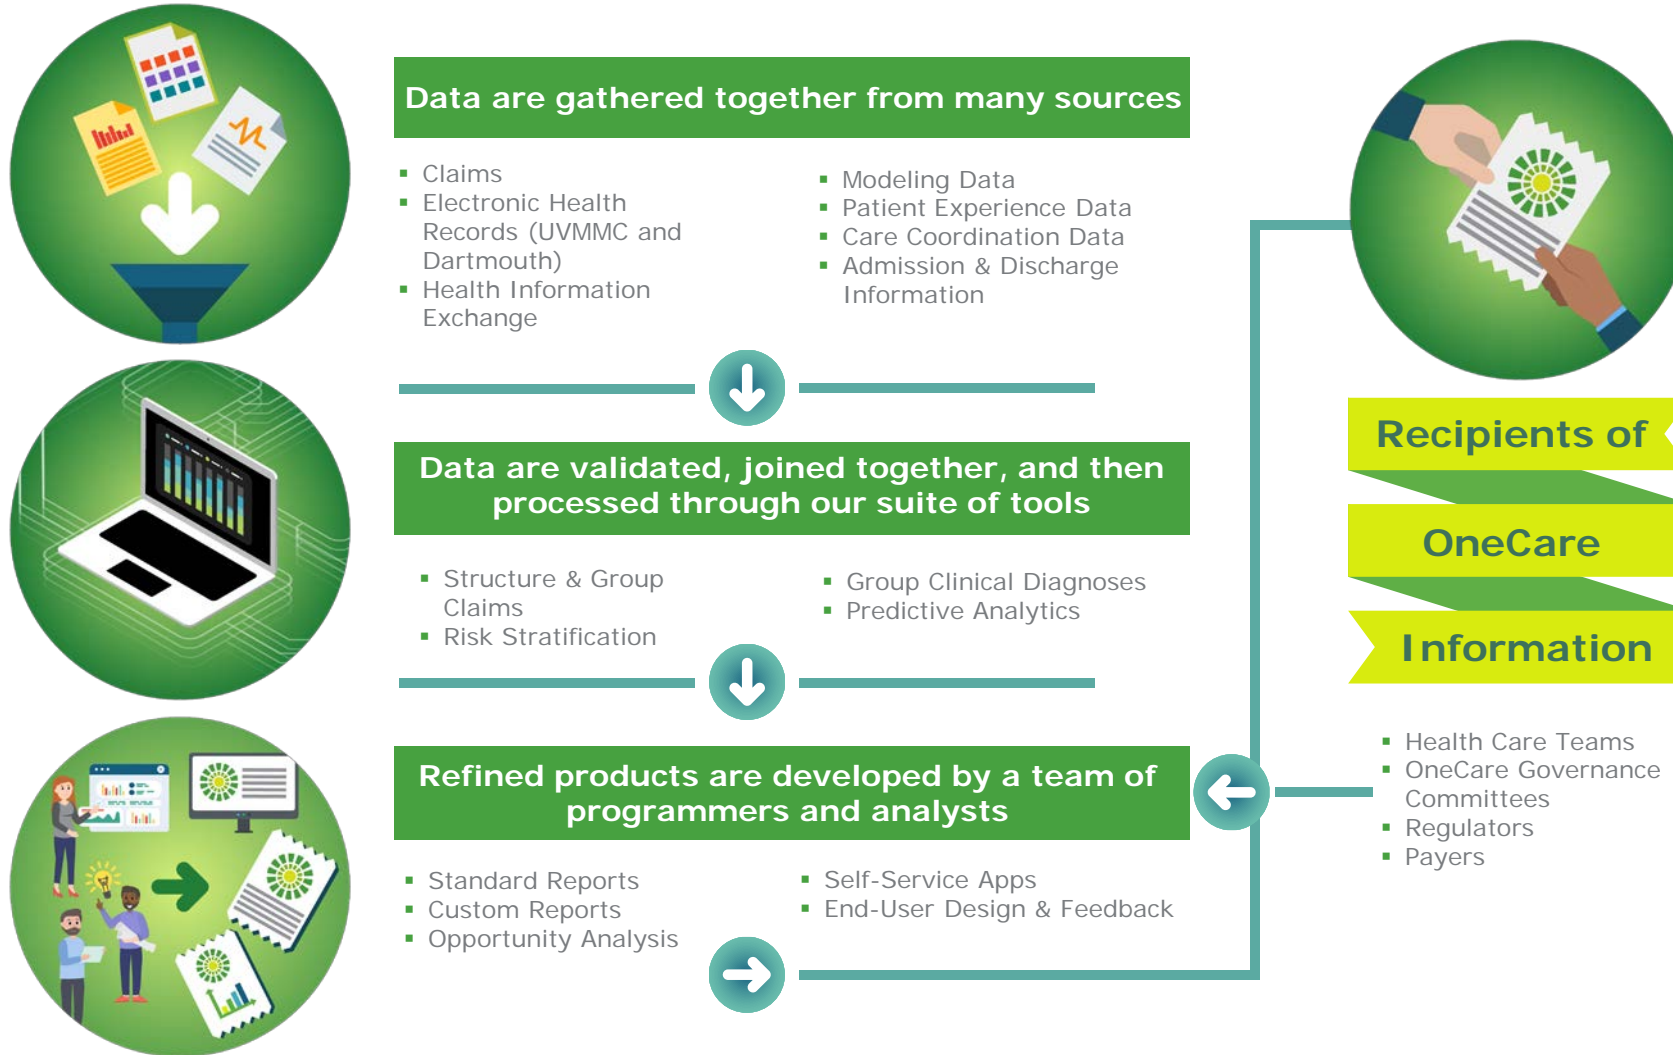 Data are gathered together from many sources
▪ Claims
▪ Electronic Health
Records (UVMMC and
Dartmouth)
▪ Health Information
Exchange
▪ Modeling Data
▪ Patient Experience Data
▪ Care Coordination Data
▪ Admission & Discharge
Information
Data are validated, joined together, and then
processed through our suite of tools
▪ Structure & Group
Claims
▪ Risk Stratification
▪ Group Clinical Diagnoses
▪ Predictive Analytics
Refined products are developed by a team of
programmers and analysts
▪ Standard Reports
▪ Custom Reports
▪ Opportunity Analysis
▪ Self-Service Apps
▪ End-User Design & Feedback
Recipients of
OneCare
Information
▪ Health Care Teams
▪ OneCare Governance
Committees
▪ Regulators
▪ Payers